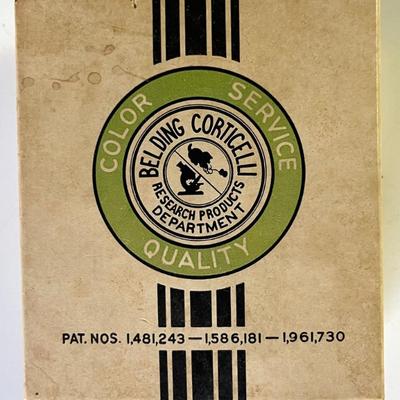 COLOR SERVICE
QUALITY
BELDING CORTICELLI
RESEARCH PRODUCTS
DEPARTMENT
PAT. NOS. 1,481,243 — 1,586,181 — 1,961,730